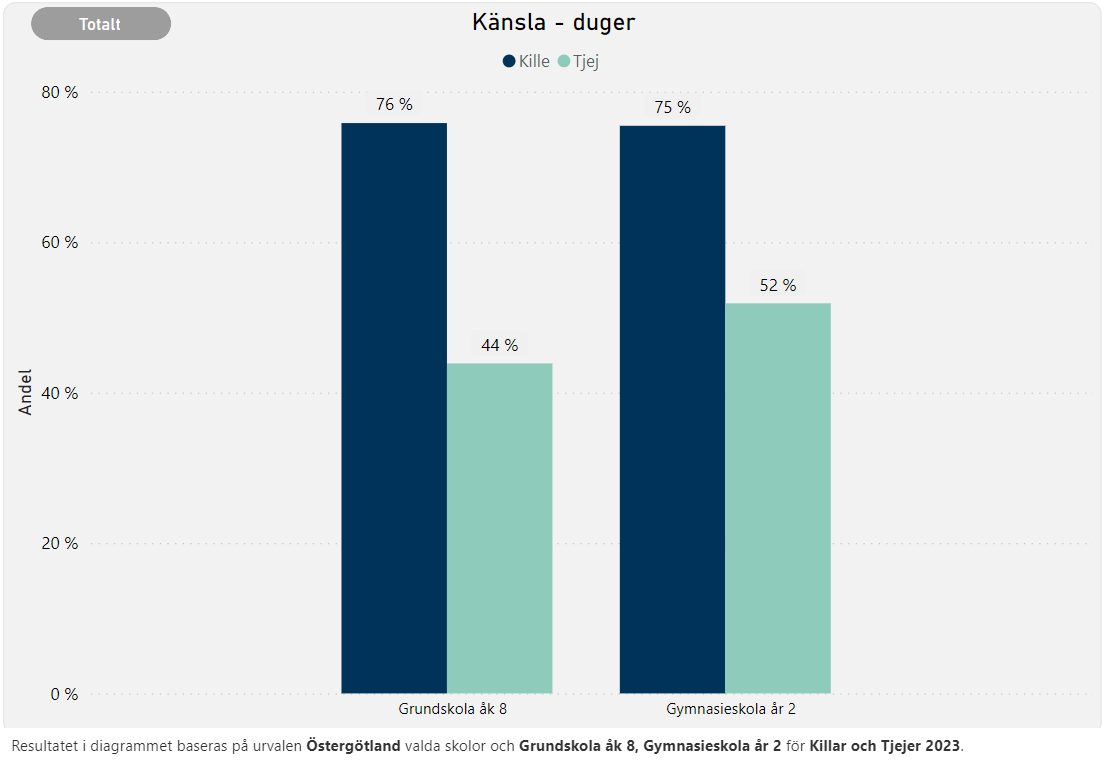 Totalt
Känsla - duger
Kille Tjej
80 %
76 %
75 %
60 %
52 %
44 %
Andel
40 %
20 %
0 %
Grundskola åk 8
Gymnasieskola år 2
Resultatet i diagrammet baseras på urvalen Östergötland valda skolor och Grundskola åk 8, Gymnasieskola år 2 för Killar och Tjejer 2023.